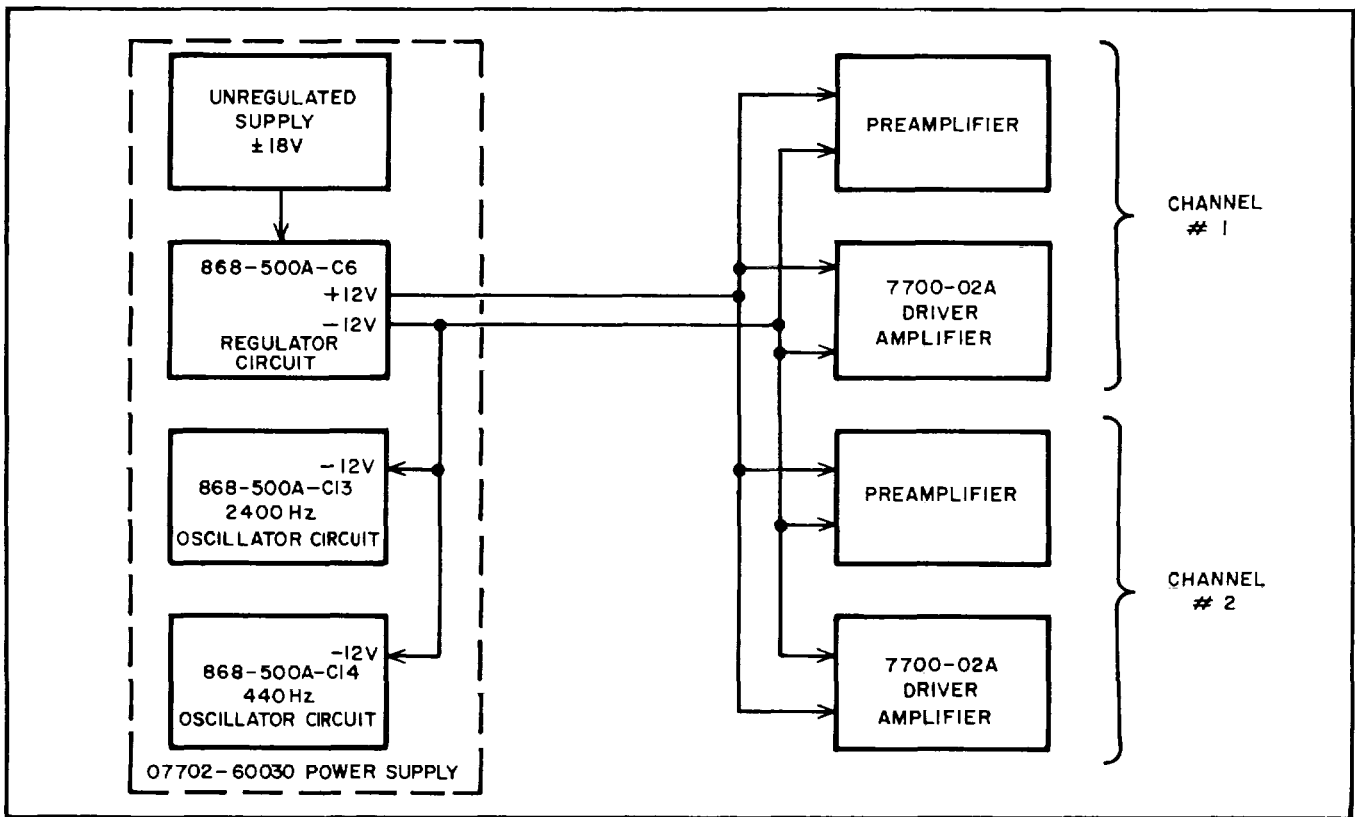 UNREGULATED
SUPPLY
±18V
868-500A-C6
+12V
-12V
REGULATOR
CIRCUIT
-12V
868-500A-C13
2400 Hz
OSCILLATOR CIRCUIT
-12V
868-500A-C14
440 Hz
OSCILLATOR CIRCUIT
07702-60030 POWER SUPPLY
PREAMPLIFIER
7700-02A
DRIVER
AMPLIFIER
CHANNEL
# 1
PREAMPLIFIER
7700-02A
DRIVER
AMPLIFIER
CHANNEL
# 2